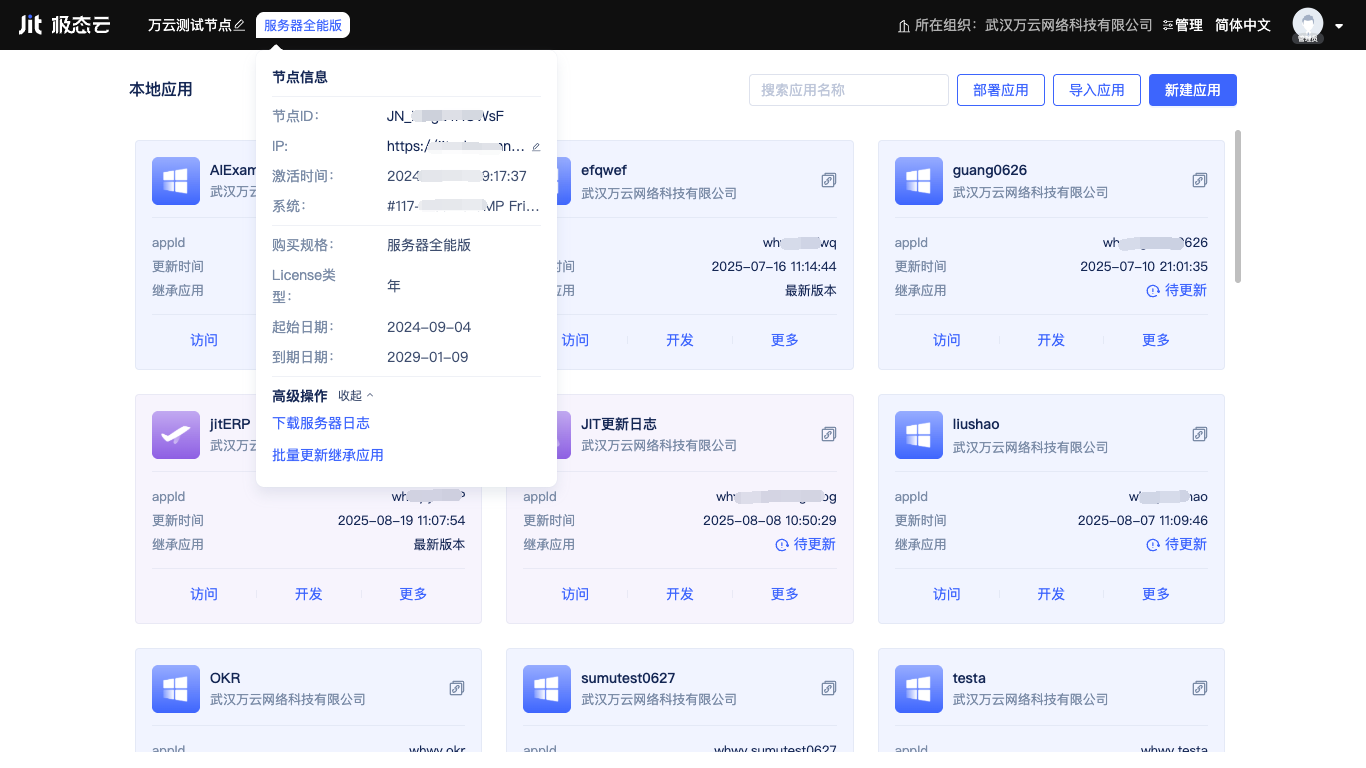 Jit 极态云
万云测试节点
服务器全能版
所在组织：武汉万云网络科技有限公司
管理
简体中文
节点信息
节点ID：
JN_
WsF
IP:
https:/
nn...
激活时间：
2024
9:17:37
系统：
#117-
MP Fri...
购买规格：
服务器全能版
License类
型：
年
起始日期：
2024-09-04
到期日期：
2029-01-09
高级操作 收起
下载服务器日志
批量更新继承应用
本地应用
搜索应用名称
部署应用
导入应用
新建应用
AIExam
武汉万云
appId
更新时间
继承应用
访问
efqwef
武汉万云网络科技有限公司
wh
wq
时间
2025-07-16 11:14:44
应用
最新版本
访问
开发
更多
guang0626
武汉万云网络科技有限公司
appId
wh
0626
更新时间
2025-07-10 21:01:35
继承应用
待更新
访问
开发
更多
jitERP
武汉万云
appId
wh
更新时间
2025-08-19 11:07:54
继承应用
最新版本
访问
开发
更多
JIT更新日志
武汉万云网络科技有限公司
appId
wh
og
更新时间
2025-08-08 10:50:29
继承应用
待更新
访问
开发
更多
liushao
武汉万云网络科技有限公司
appId
hao
更新时间
2025-08-07 11:09:46
继承应用
待更新
访问
开发
更多
OKR
武汉万云网络科技有限公司
appId
whwy.okr
sumutest0627
武汉万云网络科技有限公司
appId
whwy.sumutest0627
testa
武汉万云网络科技有限公司
appId
whwy.testa